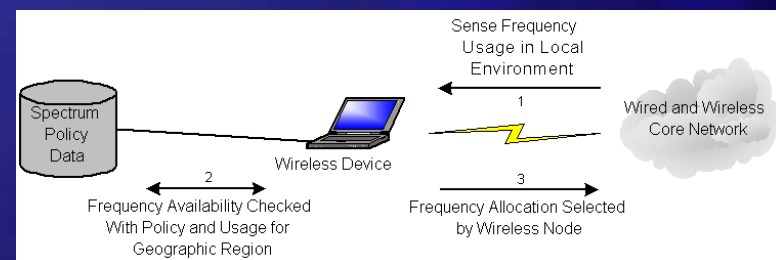 Sense Frequency
Usage in Local
Environment
1
Spectrum
Policy
Data
Wireless Device
Wired and Wireless
Core Network
2
Frequency Availability Checked
With Policy and Usage for
Geographic Region
3
Frequency Allocation Selected
by Wireless Node